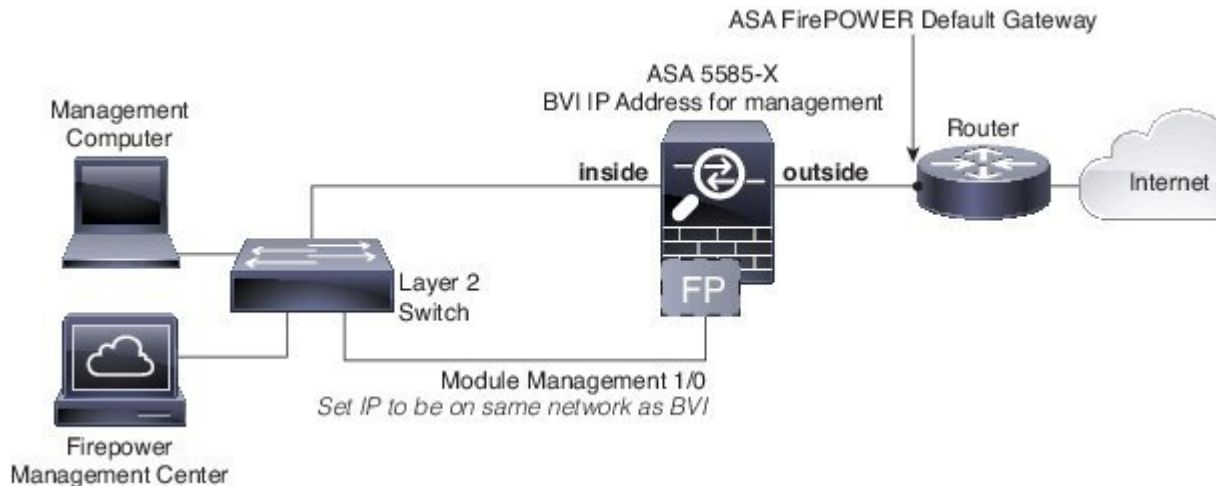 ASA FirePOWER Default Gateway
ASA 5585-X
BVI IP Address for management
Management
Computer
Router
inside
outside
Internet
Layer 2
Switch
FP
Module Management 1/0
Set IP to be on same network as BVI
Firepower
Management Center